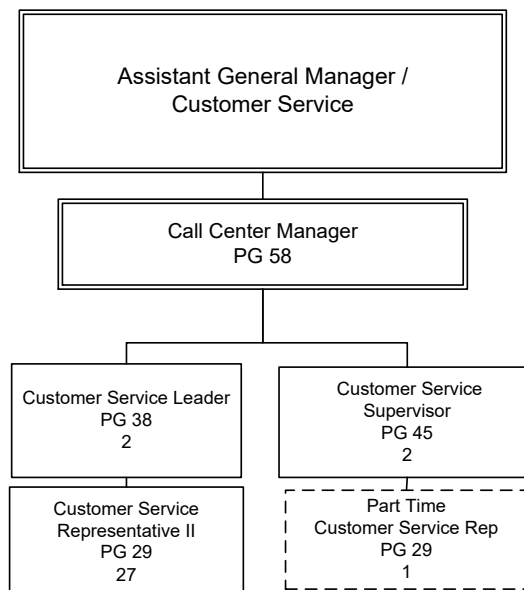 Assistant General Manager /
Customer Service
Call Center Manager
PG 58
Customer Service Leader
PG 38
2
Customer Service
Supervisor
PG 45
2
Customer Service
Representative II
PG 29
27
Part Time
Customer Service Rep
PG 29
1